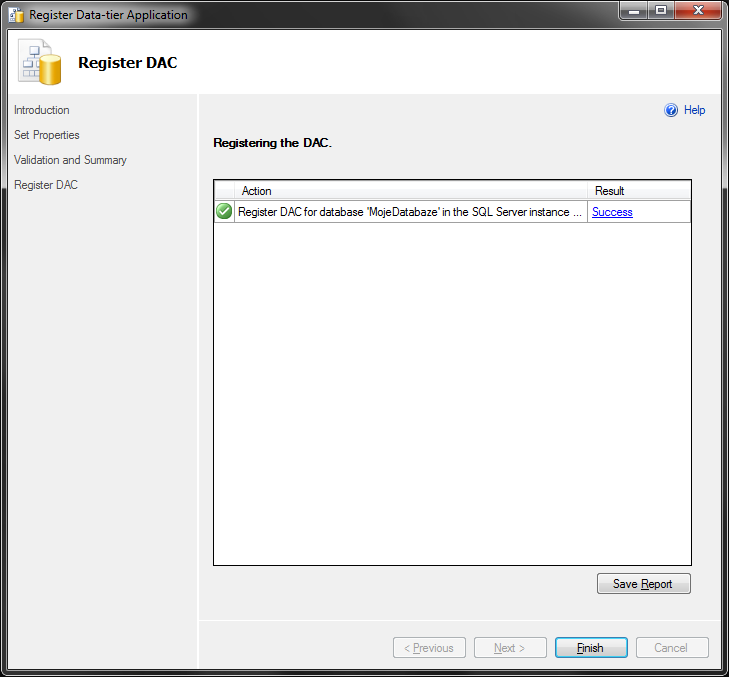 Register Data-tier Application
Register DAC
Introduction
Set Properties
Validation and Summary
Register DAC
Help
Registering the DAC.
Action Result
Register DAC for database 'MojeDatabaze' in the SQL Server instance ... Success
Save Report
< Previous Next > Finish Cancel